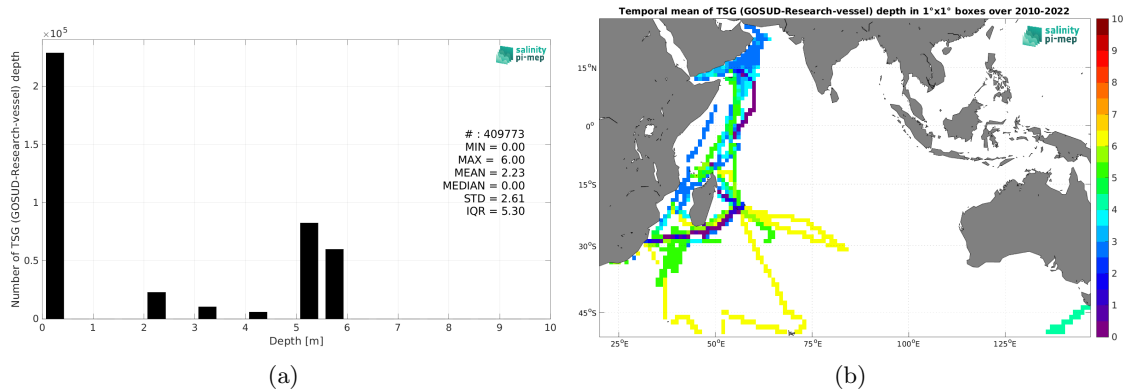 ×10⁵
2
1.5
1
0.5
0
Number of TSG (GOSUD-Research-vessel) depth
salinity
pi-mep
# : 409773
MIN = 0.00
MAX = 6.00
MEAN = 2.23
MEDIAN = 0.00
STD = 2.61
IQR = 5.30
0 1 2 3 4 5 6 7 8 9 10
Depth [m]
(a)
Temporal mean of TSG (GOSUD-Research-vessel) depth in 1°x1° boxes over 2010-2022
salinity
pi-mep
15°N
0°
15°S
30°S
45°S
25°E 50°E 75°E 100°E 125°E
10
9
8
7
6
5
4
3
2
1
0
(b)